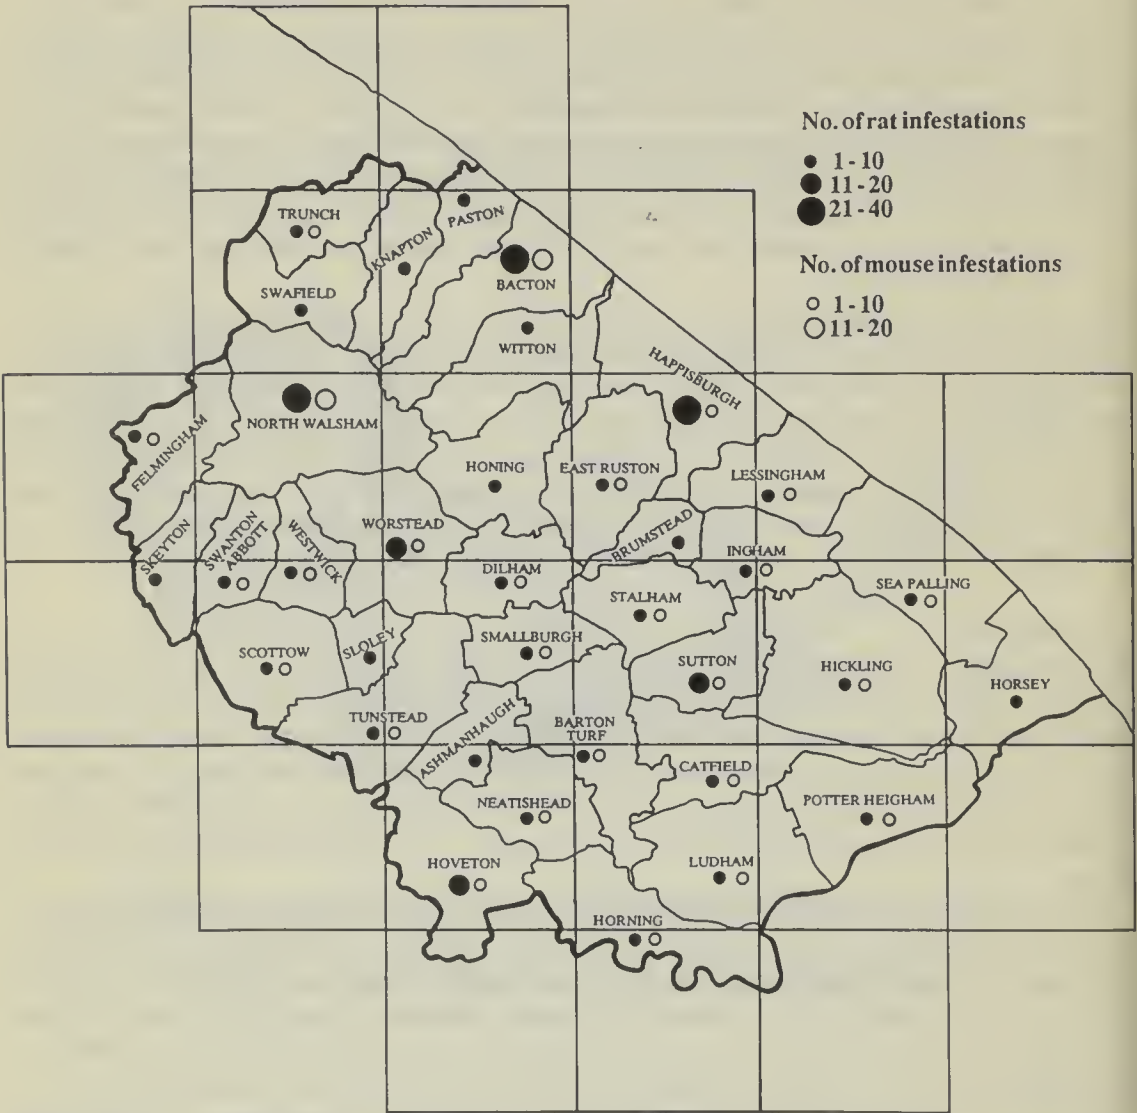 No. of rat infestations
1 - 10
11 - 20
21 - 40
No. of mouse infestations
1 - 10
11 - 20
TRUNCH
PASTON
KNAPTON
SWAFIELD
BACTON
WITTON
HAPPISBURGH
NORTH WALSHAM
FELMINGHAM
HONING
EAST RUSTON
LESSINGHAM
SKEYTON
SWANTON
ABBOTT
WESTWICK
WORSTEAD
BRUMSTEAD
DILHAM
INGHAM
STALHAM
SEA PALLING
SCOTTOW
SLOLEY
SMALLBURGH
SUTTON
HICKLING
HORSEY
TUNSTEAD
ASHMANHAUGH
BARTON
TURF
CATFIELD
NEATISHEAD
POTTER HEIGHAM
HOVETON
LUDHAM
HORNING